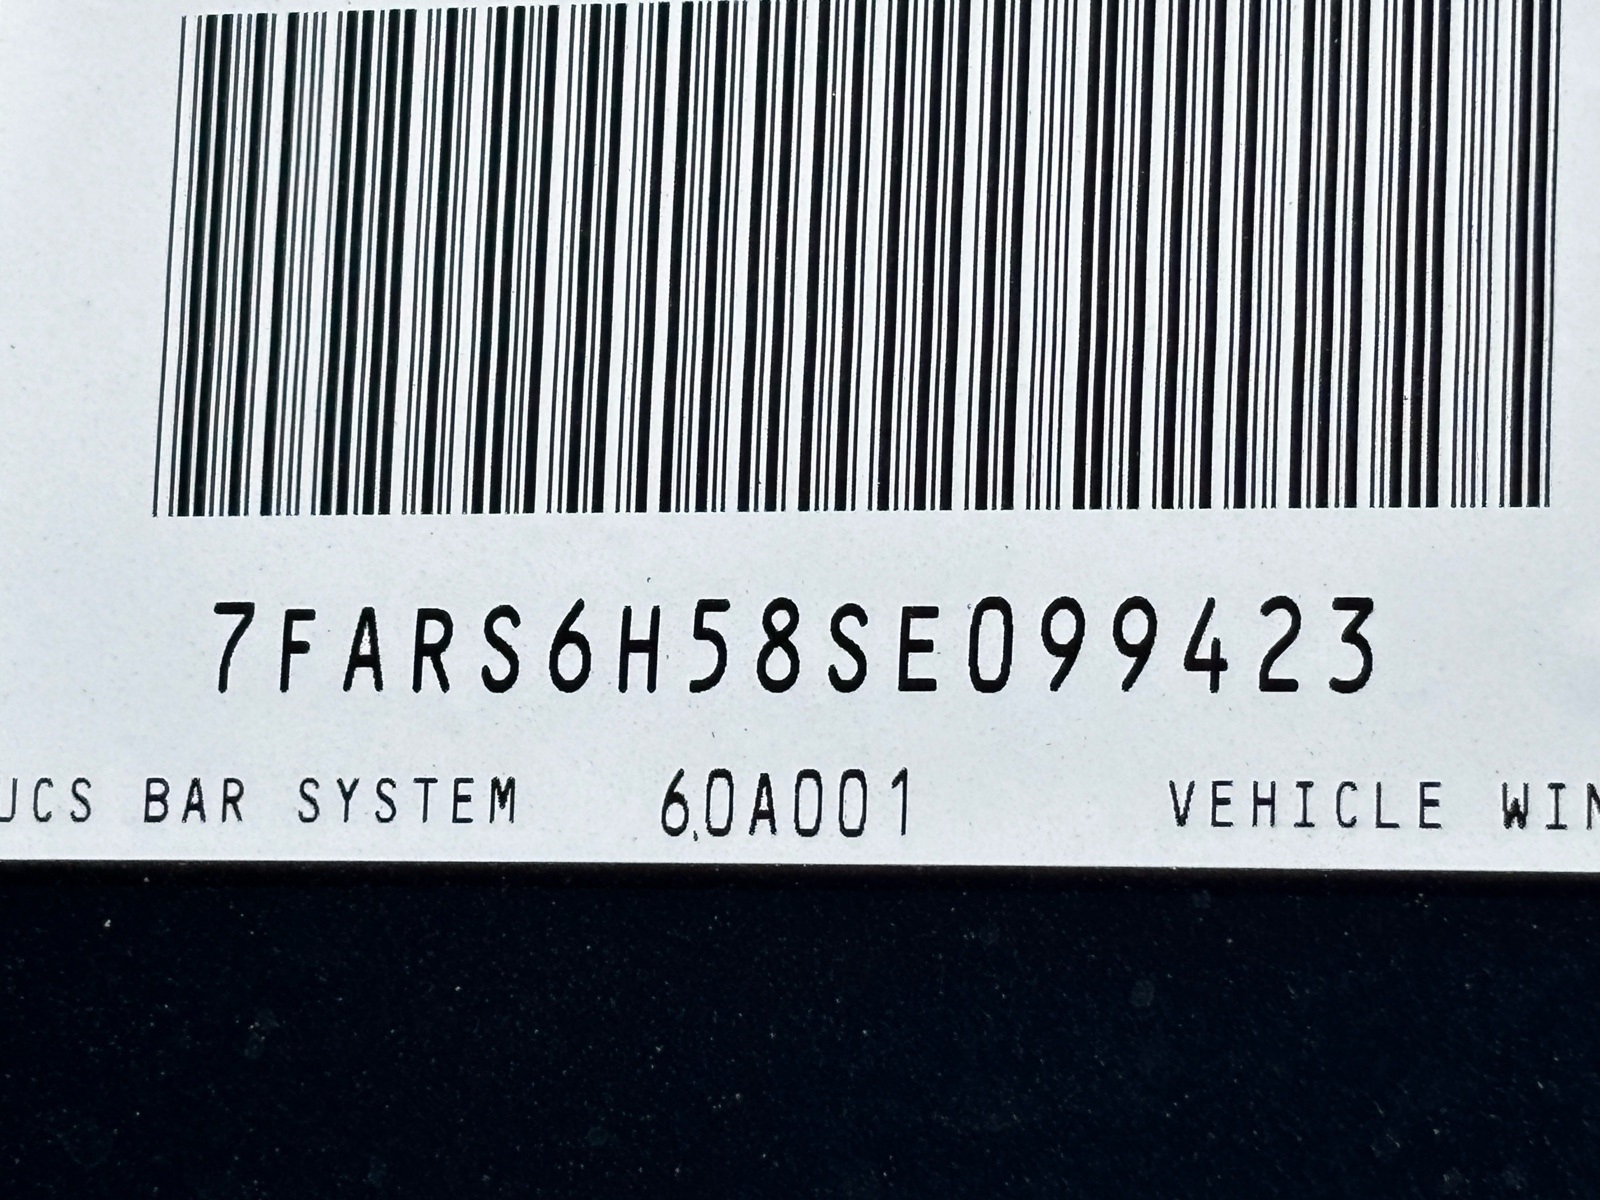 7FARS6H58SE099423
UCS BAR SYSTEM 60A001 VEHICLE WIN